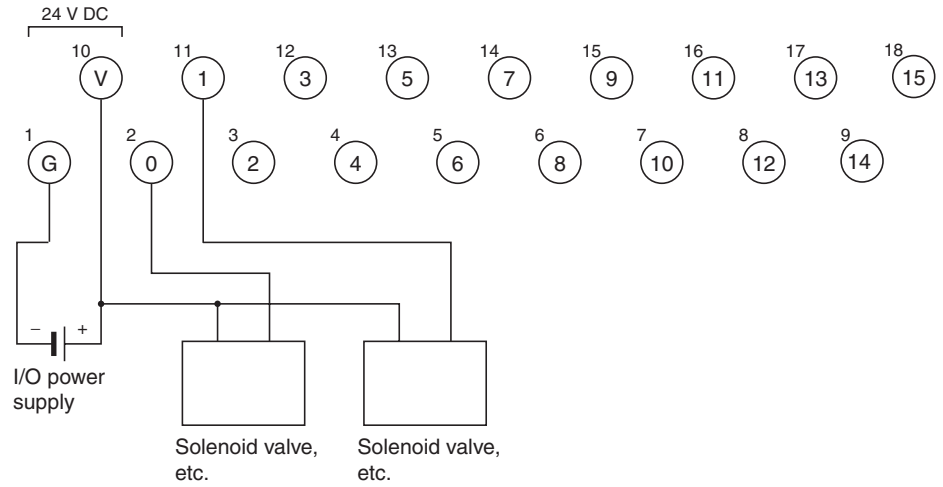 24 V DC
10 11 12 13 14 15 16 17 18
V 1 3 5 7 9 11 13 15
1 2 3 4 5 6 7 8 9
G 0 2 4 6 8 10 12 14
– +
I/O power
supply
Solenoid valve,
etc.
Solenoid valve,
etc.